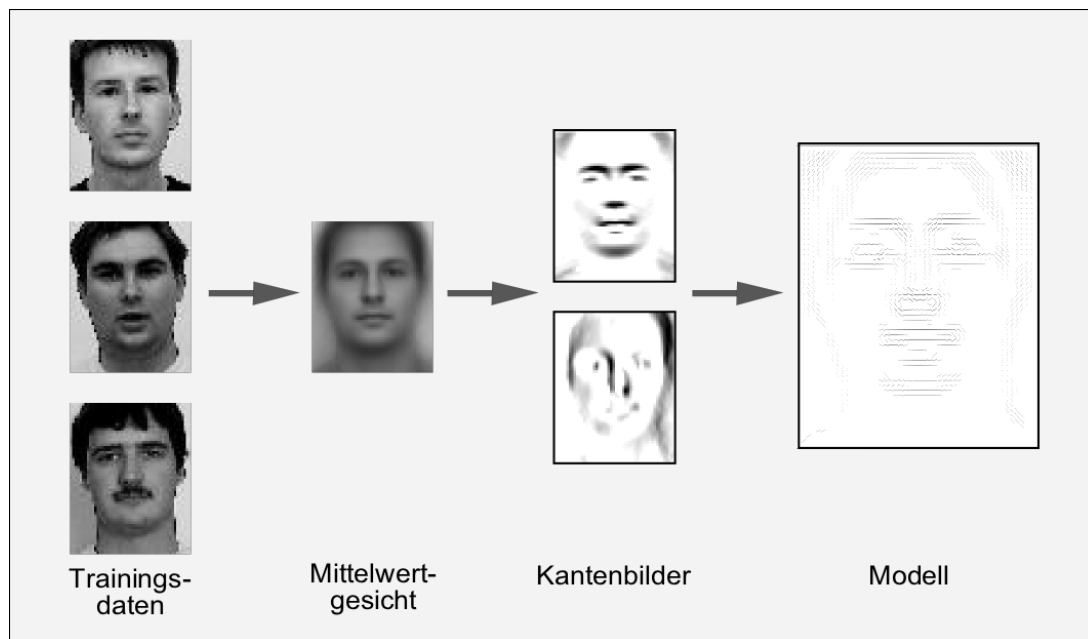 Trainings-
daten
Mittelwert-
gesicht
Kantenbilder
Modell